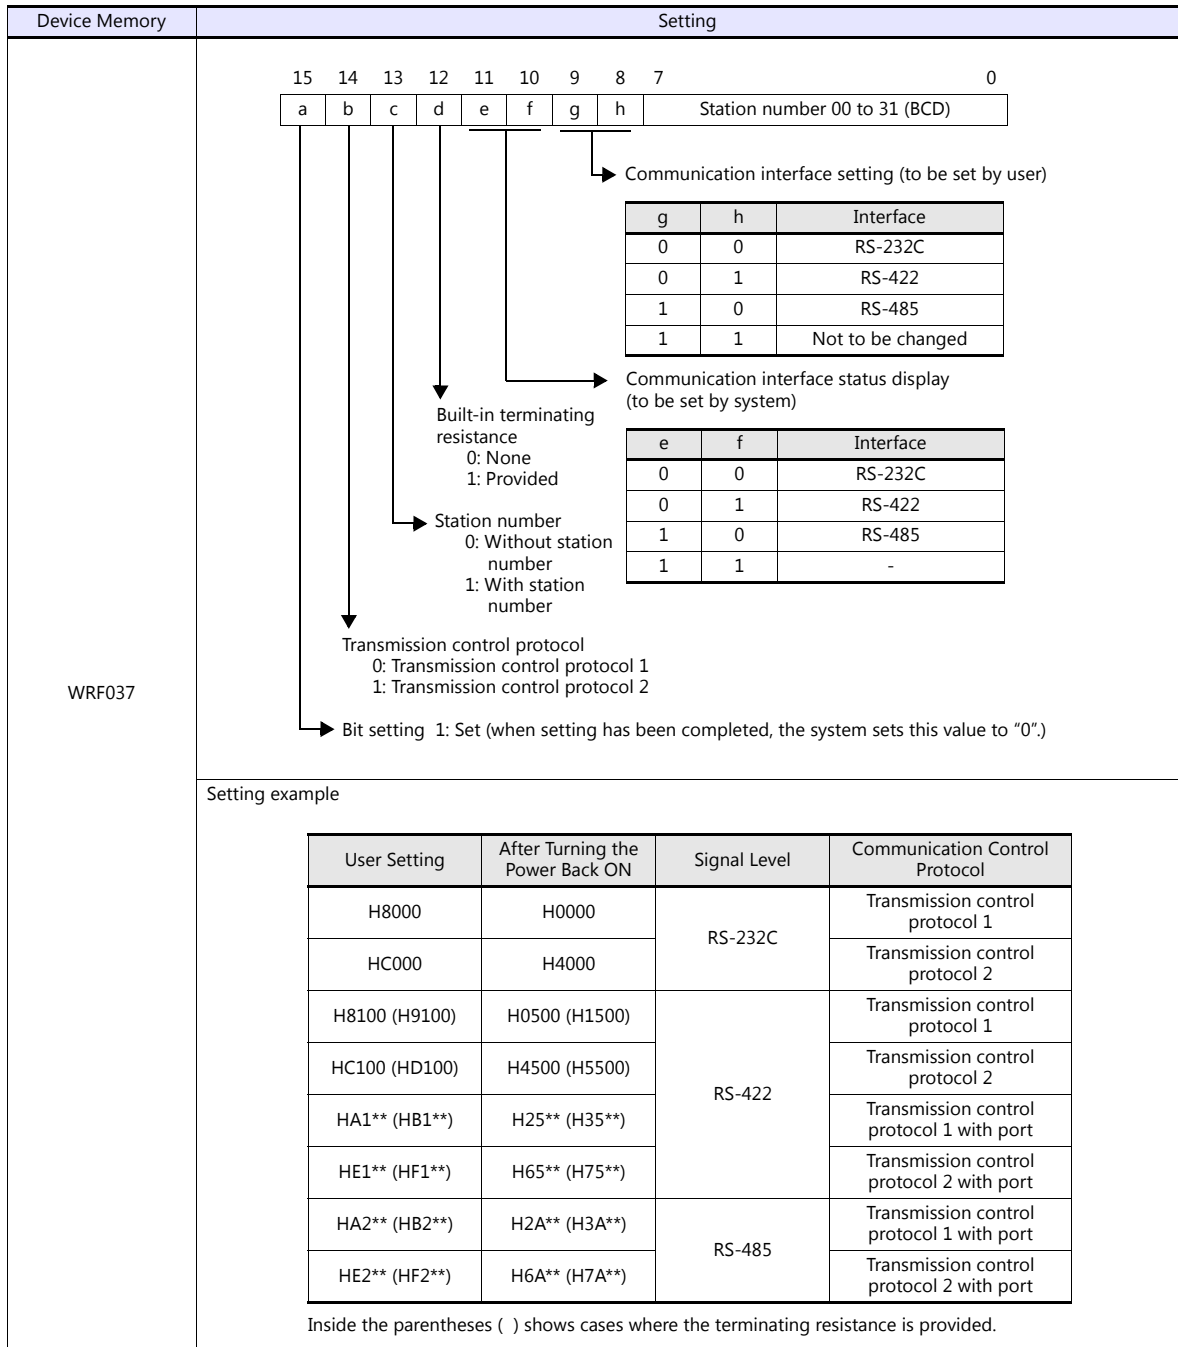 Device Memory Setting
15 14 13 12 11 10 9 8 7 0
a b c d e f g h Station number 00 to 31 (BCD)
Communication interface setting (to be set by user)
g h Interface
0 0 RS-232C
0 1 RS-422
1 0 RS-485
1 1 Not to be changed
Communication interface status display
(to be set by system)
e f Interface
0 0 RS-232C
0 1 RS-422
1 0 RS-485
1 1 -
Built-in terminating
resistance
0: None
1: Provided
Station number
0: Without station
number
1: With station
number
Transmission control protocol
0: Transmission control protocol 1
1: Transmission control protocol 2
WRF037
Bit setting 1: Set (when setting has been completed, the system sets this value to “0”.)
Setting example
User Setting
After Turning the
Power Back ON
Signal Level
Communication Control
Protocol
H8000 H0000
RS-232C
Transmission control
protocol 1
HC000 H4000
Transmission control
protocol 2
H8100 (H9100) H0500 (H1500)
RS-422
Transmission control
protocol 1
HC100 (HD100) H4500 (H5500)
Transmission control
protocol 2
HA1** (HB1**) H25** (H35**)
Transmission control
protocol 1 with port
HE1** (HF1**) H65** (H75**)
Transmission control
protocol 2 with port
HA2** (HB2**) H2A** (H3A**)
RS-485
Transmission control
protocol 1 with port
HE2** (HF2**) H6A** (H7A**)
Transmission control
protocol 2 with port
Inside the parentheses ( ) shows cases where the terminating resistance is provided.